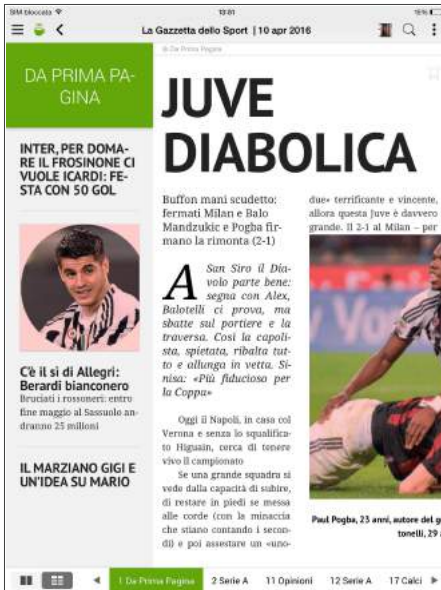 SIM bloccata
13:51
15%
La Gazzetta dello Sport | 10 apr 2016
In Da Prima Pagina
DA PRIMA PA-
GINA
INTER, PER DOMA-
RE IL FROSINONE CI
VUOLE ICARDI: FE-
STA CON 50 GOL
C'è il sì di Allegri:
Berardi bianconero
Bruciati i rossoneri: entro
fine maggio al Sassuolo an-
dranno 25 milioni
IL MARZIANO GIGI E
UN'IDEA SU MARIO
JUVE
DIABOLICA
Buffon mani scudetto:
fermati Milan e Balo
Mandzukic e Pogba fir-
mano la rimonta (2-1)
A San Siro il Dia-
volo parte bene:
segna con Alex,
Balotelli ci prova, ma
sbatte sul portiere e la
traversa. Così la capoli-
sta, spietata, ribalta tut-
to e allunga in vetta. Si-
nisa: «Più fiducioso per
la Coppa»
Oggi il Napoli, in casa col
Verona e senza lo squalifica-
to Higuain, cerca di tenere
vivo il campionato
Se una grande squadra si
vede dalla capacità di subire,
di restare in piedi se messa
alle corde (con la minaccia
che stiano contando i secon-
di) e poi assestare un «uno-
due» terrificante e vincente,
allora questa Juve è davvero
grande. Il 2-1 al Milan – per
Paul Pogba, 23 anni, autore del g
tonelli, 29
1 Da Prima Pagina
2 Serie A
11 Opinioni
12 Serie A
17 Calci